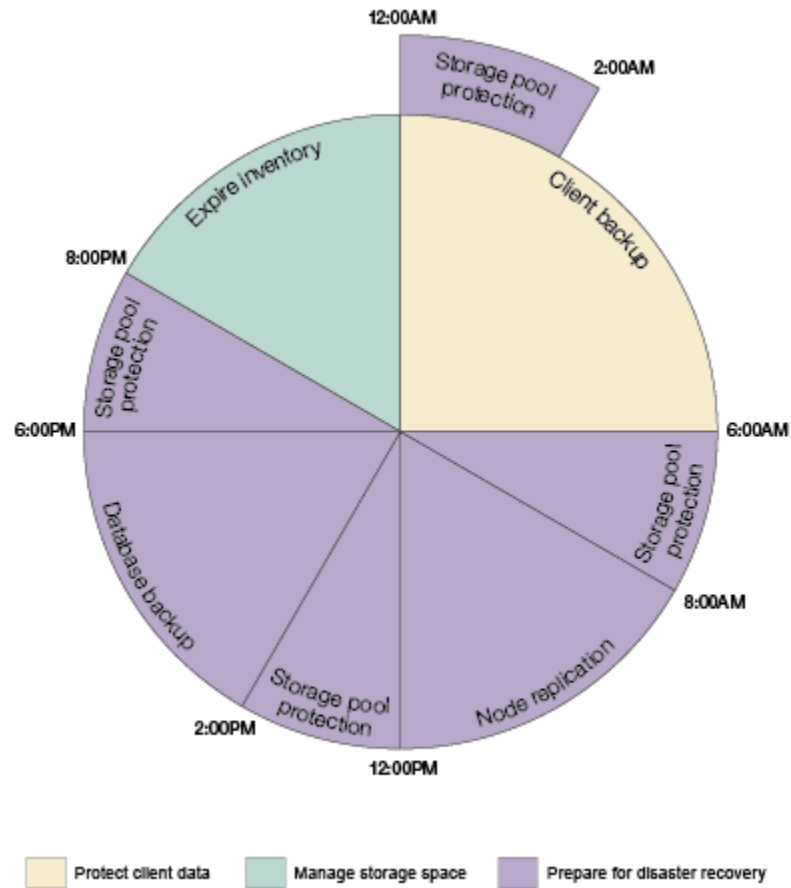 12:00AM
Storage pool
protection
2:00AM
Client backup
Expire inventory
8:00PM
Storage pool
protection
6:00PM
6:00AM
Storage pool
protection
8:00AM
Database backup
Node replication
Storage pool
protection
2:00PM
12:00PM
Protect client data
Manage storage space
Prepare for disaster recovery